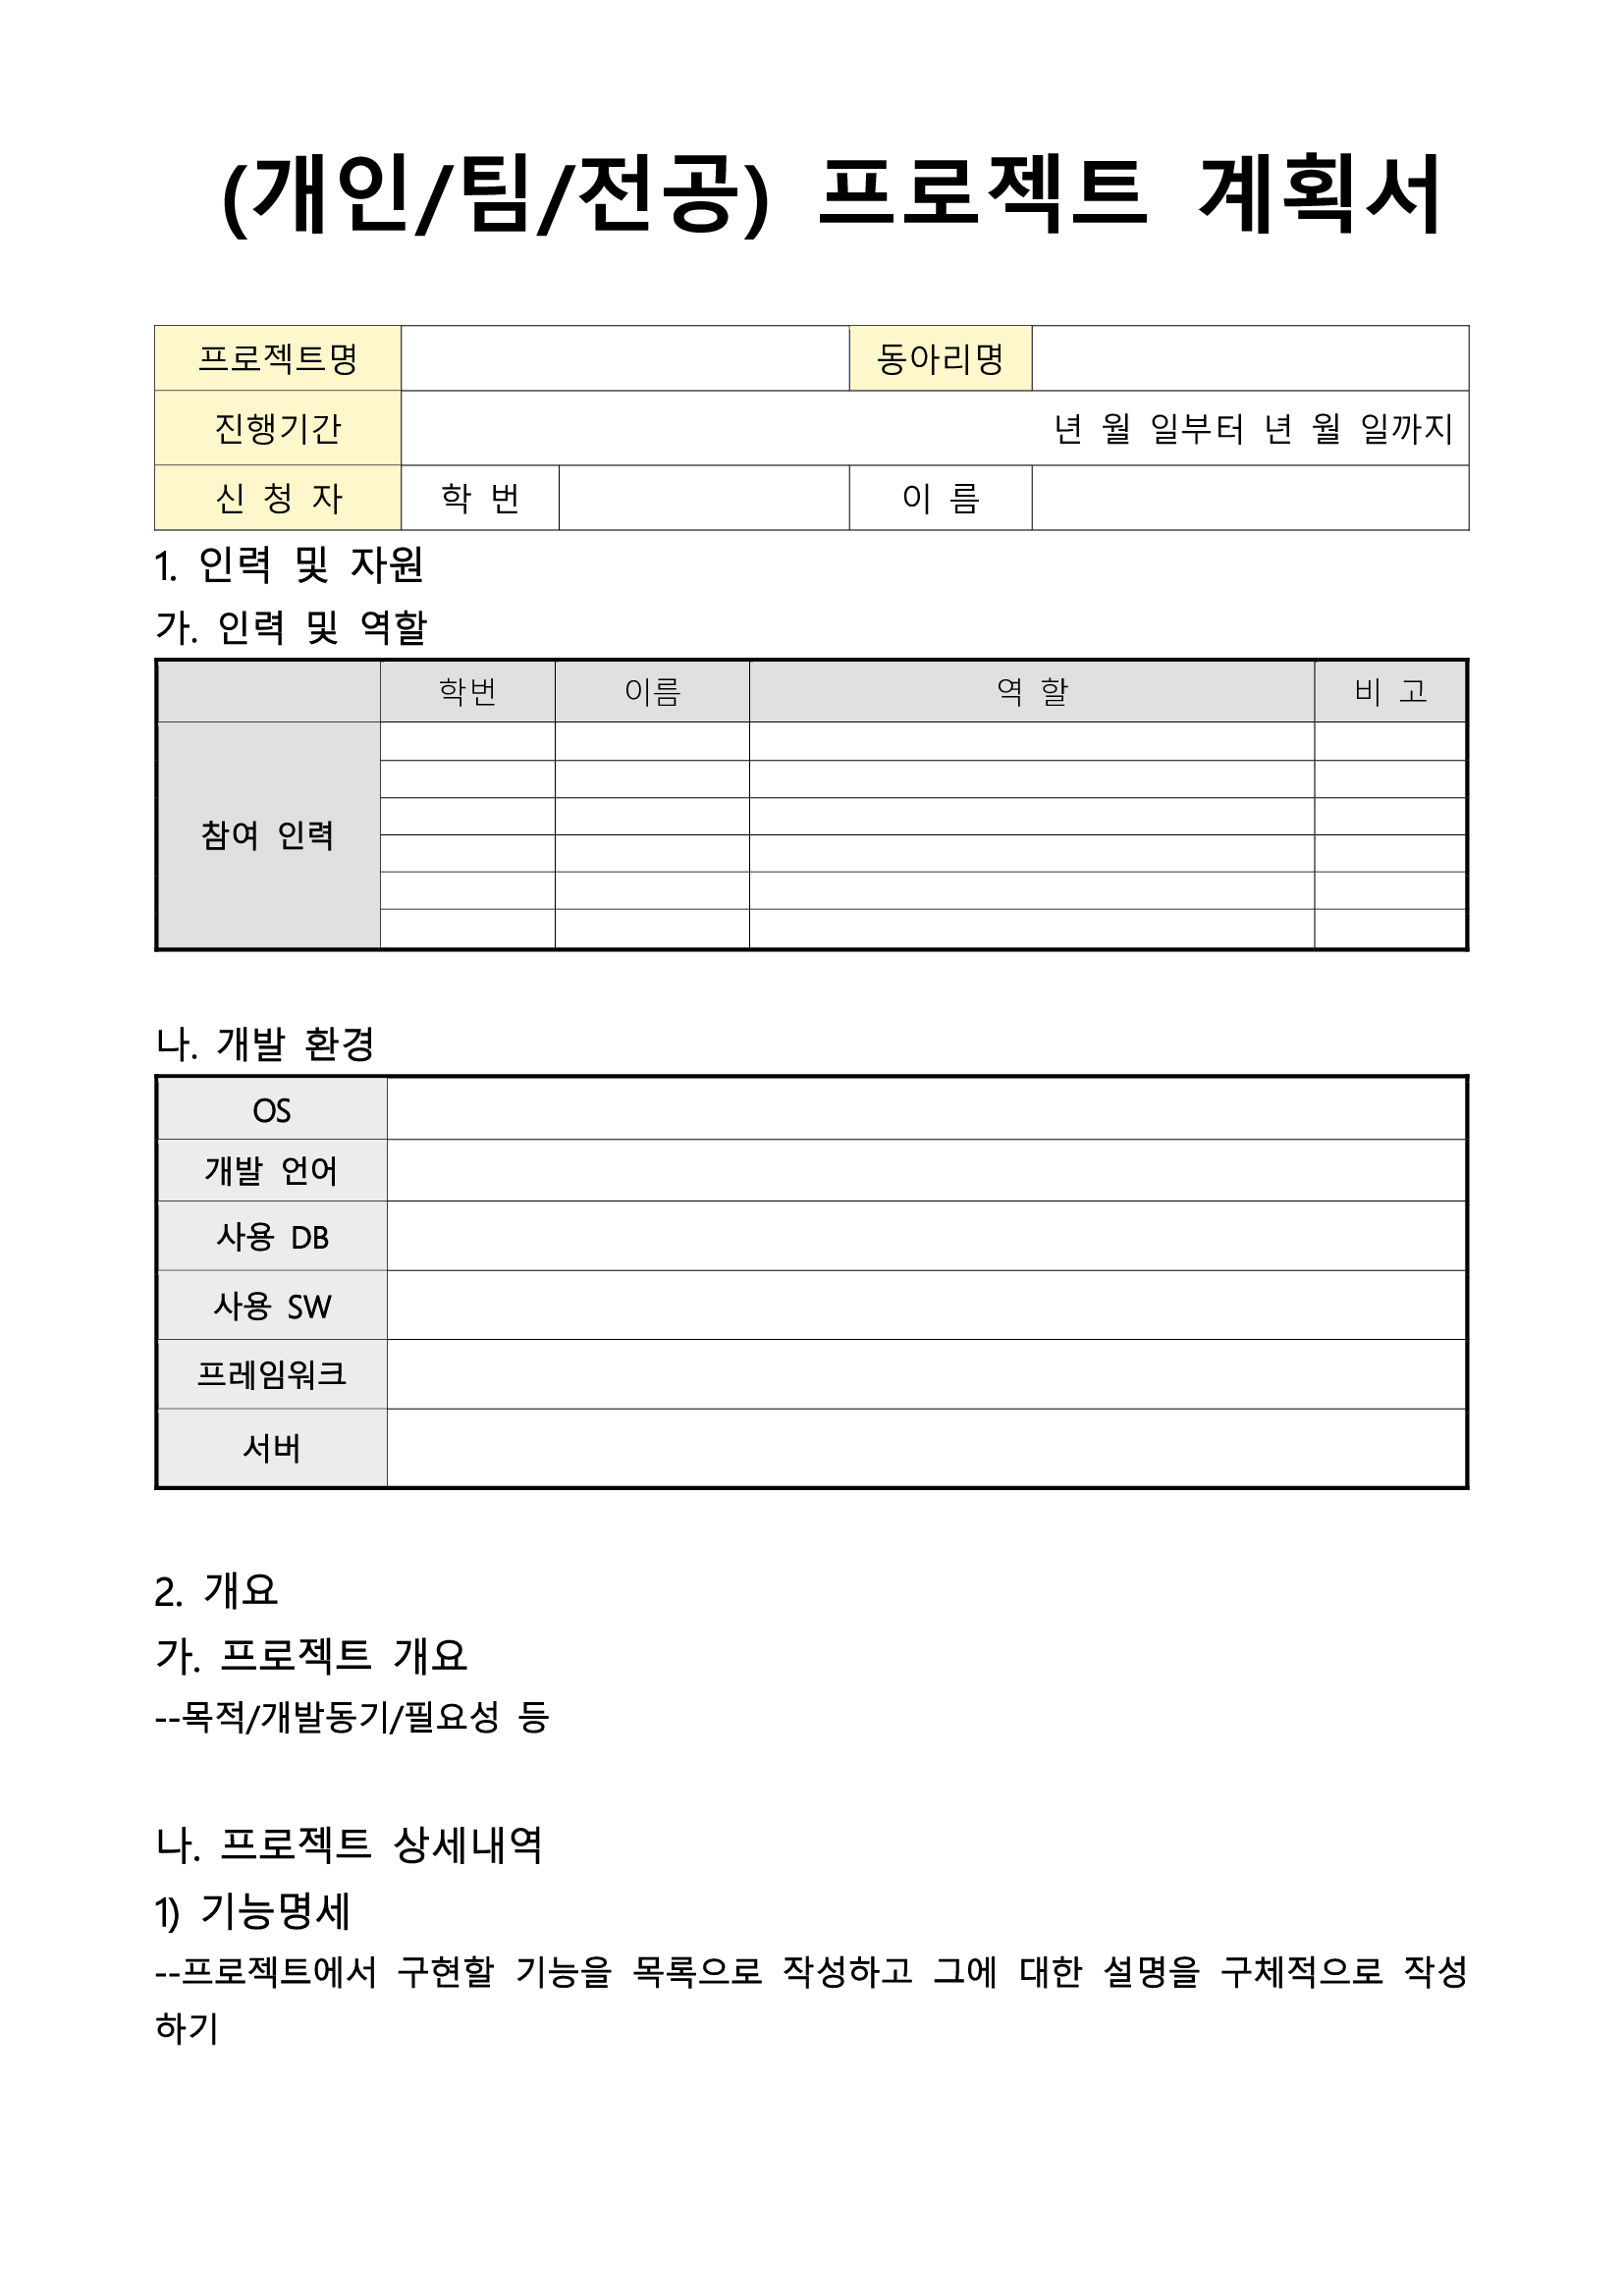 (개인/팀/전공) 프로젝트 계획서
프로젝트명 동아리명
진행기간 년 월 일부터 년 월 일까지
신 청 자 학 번 이 름
1. 인력 및 자원
가. 인력 및 역할
학번 이름 역 할 비 고
참여 인력
나. 개발 환경
OS
개발 언어
사용 DB
사용 SW
프레임워크
서버
2. 개요
가. 프로젝트 개요
--목적/개발동기/필요성 등
나. 프로젝트 상세내역
1) 기능명세
--프로젝트에서 구현할 기능을 목록으로 작성하고 그에 대한 설명을 구체적으로 작성
하기